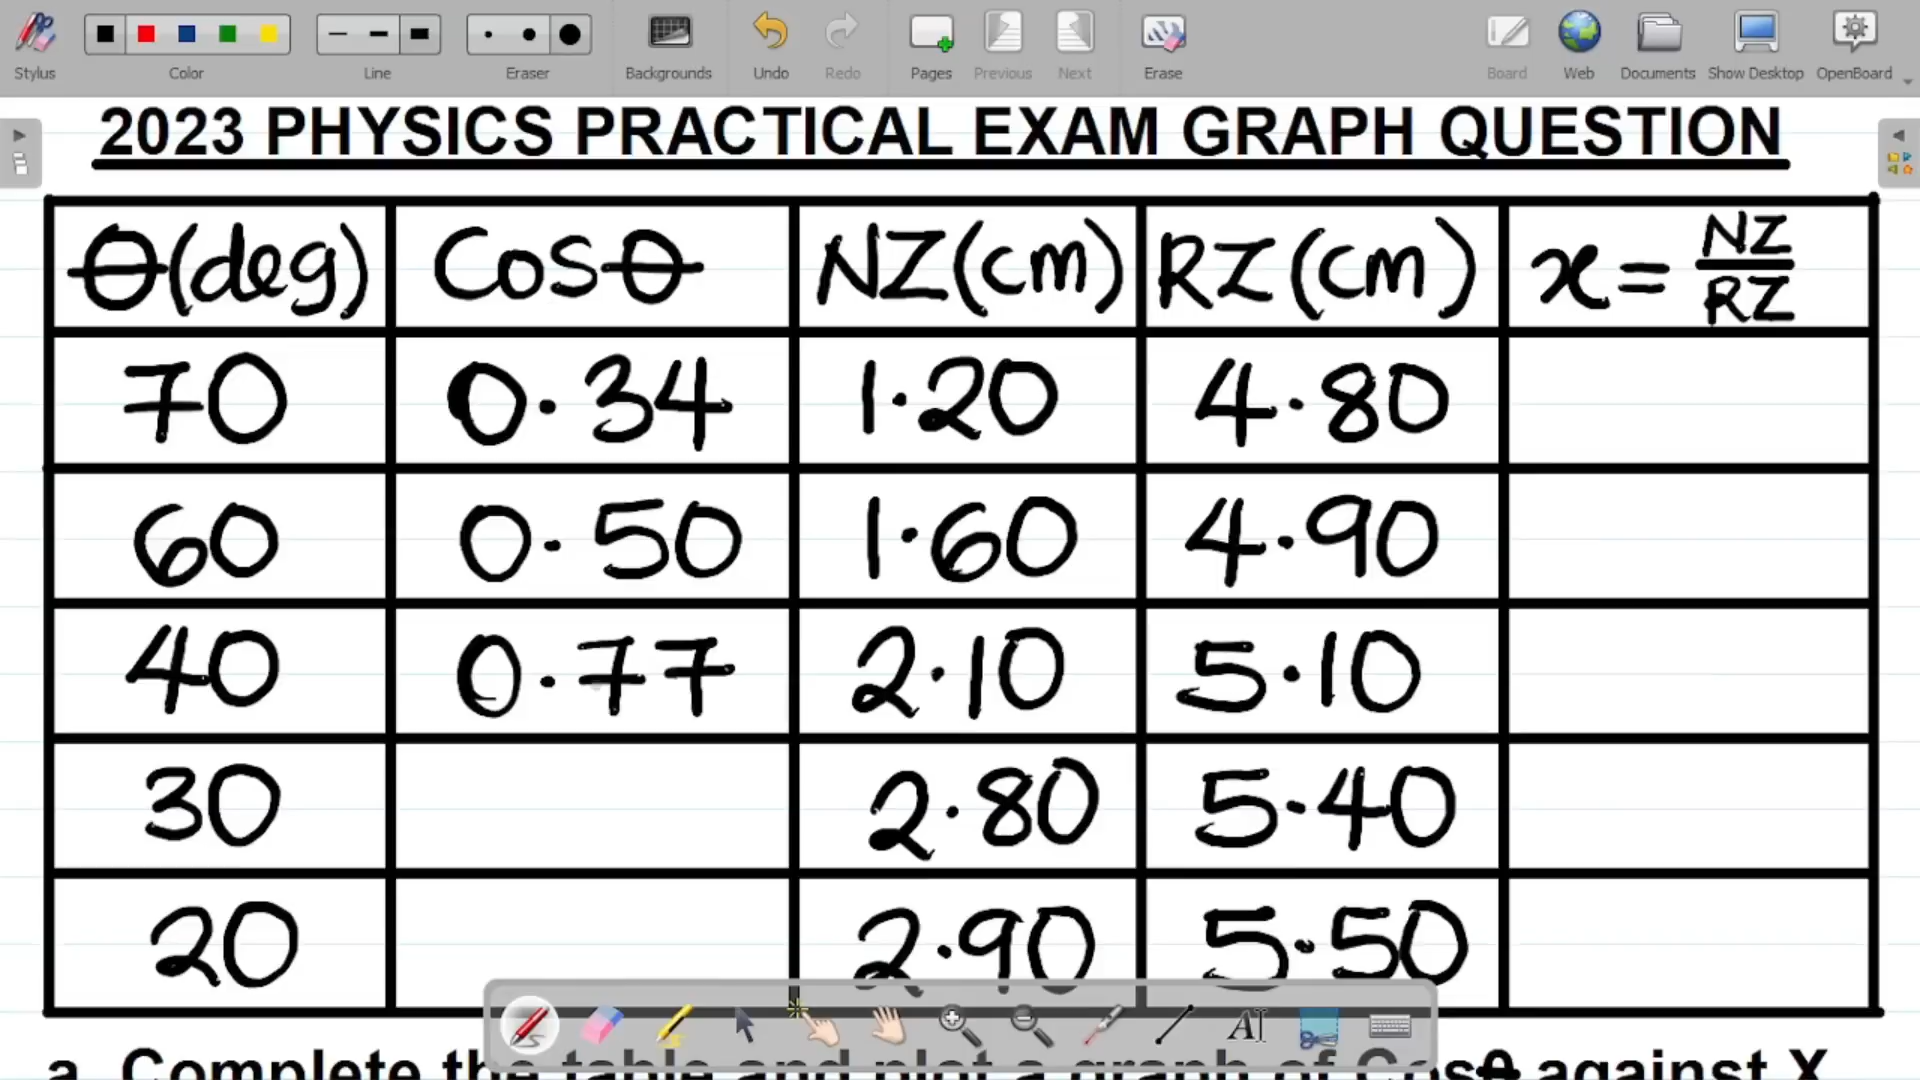 Stylus Color Line Eraser Backgrounds Undo Redo Pages Previous Next Erase Board Web Documents Show Desktop OpenBoard
2023 PHYSICS PRACTICAL EXAM GRAPH QUESTION
Θ(deg) CosΘ NZ(cm) RZ(cm) x = NZ/RZ
70 0.34 1.20 4.80
60 0.50 1.60 4.90
40 0.77 2.10 5.10
30 2.80 5.40
20 2.90 5.50
a. Complete the table and plot a graph of Cosθ against X